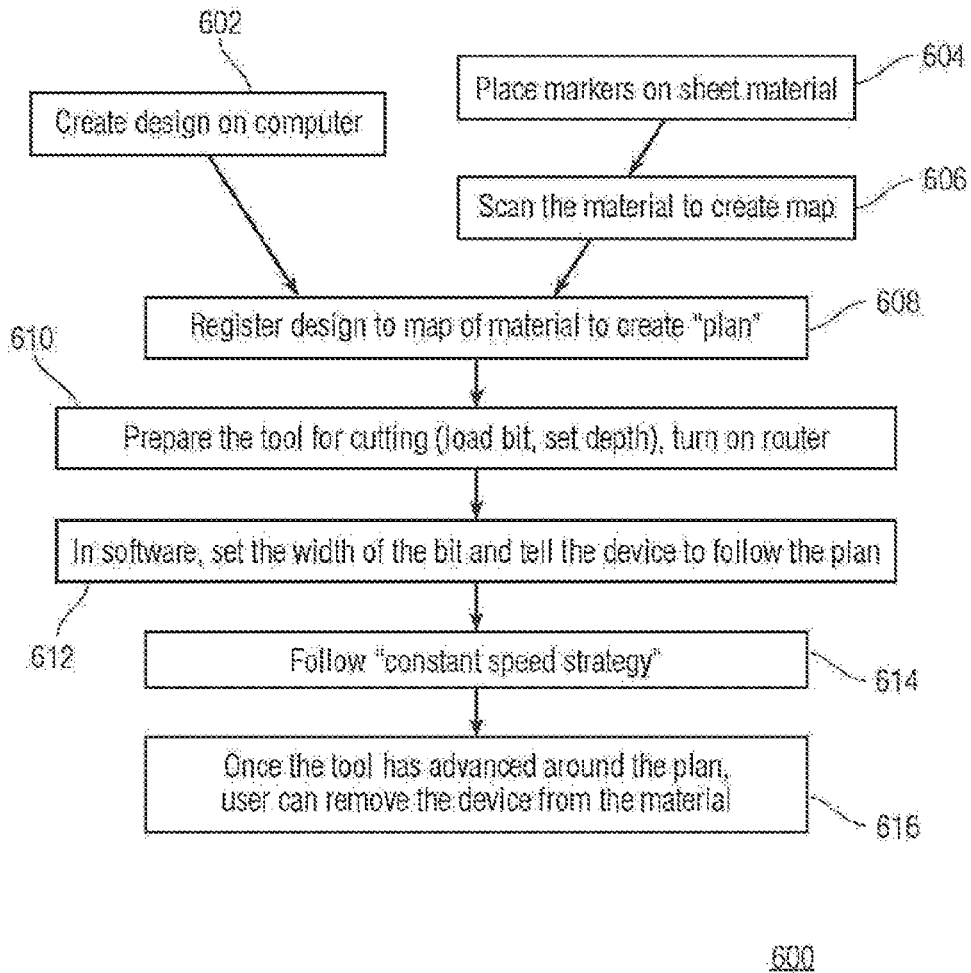 602
Create design on computer
604
Place markers on sheet material
606
Scan the material to create map
608
Register design to map of material to create "plan"
610
Prepare the tool for cutting (load bit, set depth), turn on router
In software, set the width of the bit and tell the device to follow the plan
612
Follow "constant speed strategy"
614
Once the tool has advanced around the plan,
user can remove the device from the material
616
600